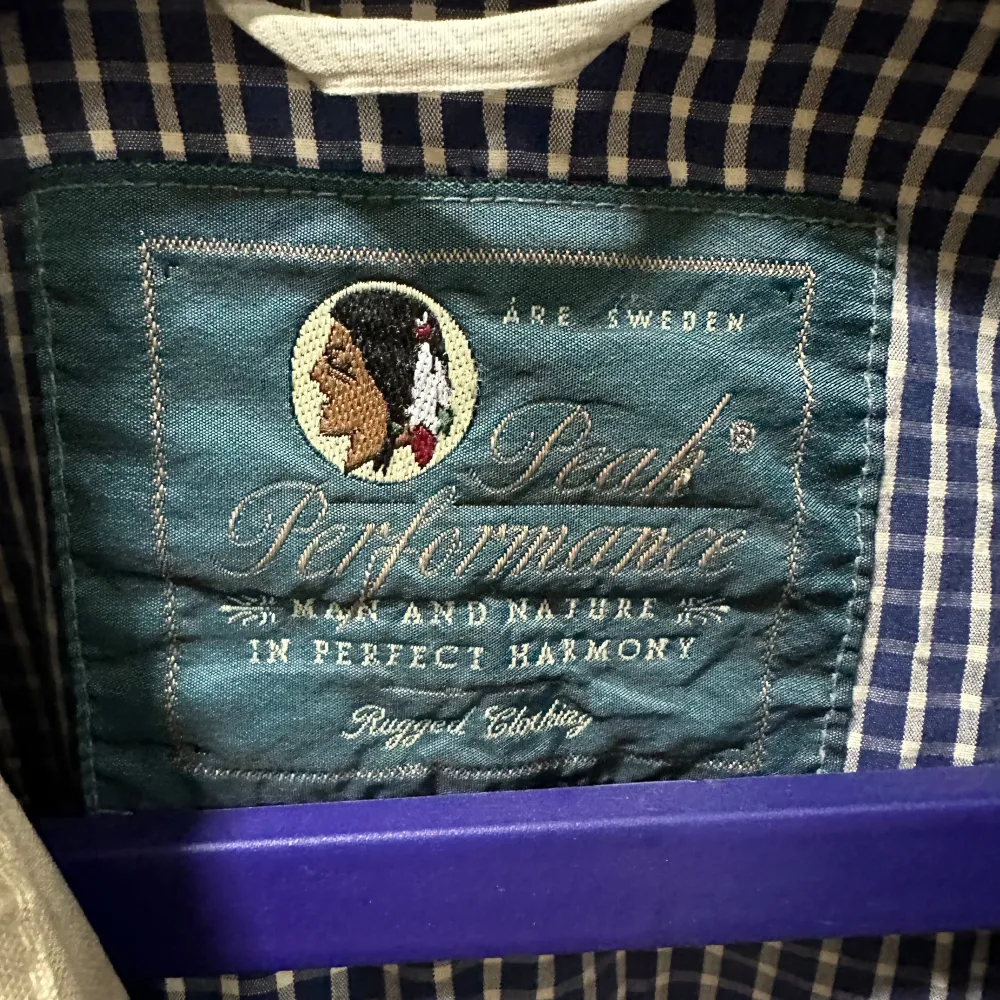 ÅRE SWEDEN
Peak®
Performance
MAN AND NATURE
IN PERFECT HARMONY
Rugged Clothing